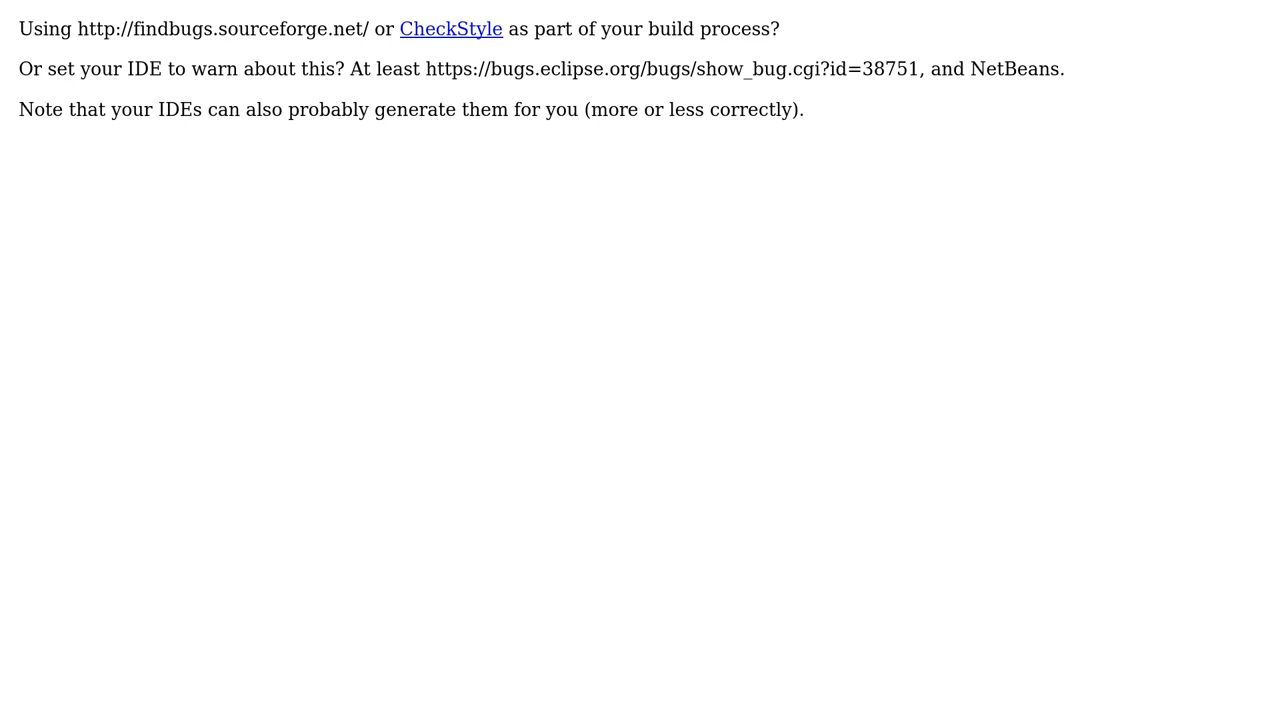 Using http://findbugs.sourceforge.net/ or CheckStyle as part of your build process?
Or set your IDE to warn about this? At least https://bugs.eclipse.org/bugs/show_bug.cgi?id=38751, and NetBeans.
Note that your IDEs can also probably generate them for you (more or less correctly).